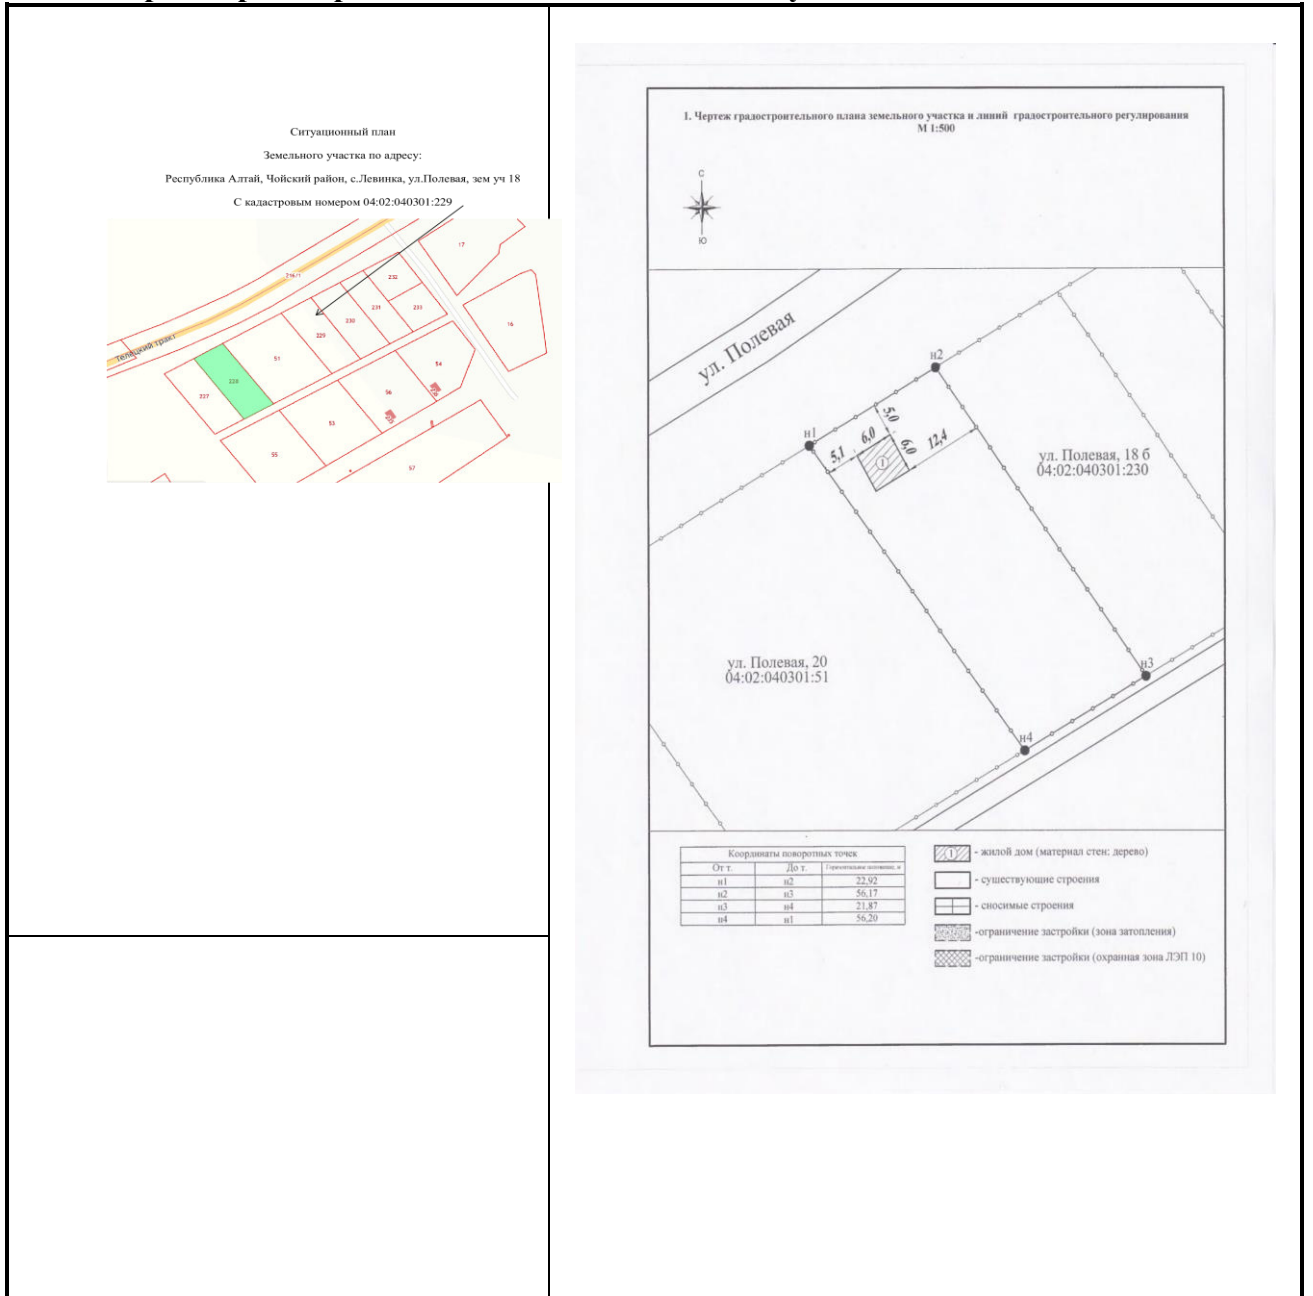 Ситуационный план
Земельного участка по адресу:
Республика Алтай, Чойский район, с.Левинка, ул.Полевая, зем уч 18
С кадастровым номером 04:02:040301:229
17
216/1
232
231
233
230
229
16
Телецкий тракт
51
228
227
54
56
53
55
57
1. Чертеж градостроительного плана земельного участка и линий градостроительного регулирования
М 1:500
С
Ю
ул. Полевая
н2
н1
5,0
6,0
5,1
6,0
12,4
1
ул. Полевая, 18 б
04:02:040301:230
ул. Полевая, 20
04:02:040301:51
н3
н4
Координаты поворотных точек
От т. До т.
н1 н2 22,92
н2 н3 56,17
н3 н4 21,87
н4 н1 56,20
1 - жилой дом (материал стен: дерево)
- существующие строения
- сносимые строения
-ограничение застройки (зона затопления)
-ограничение застройки (охранная зона ЛЭП 10)